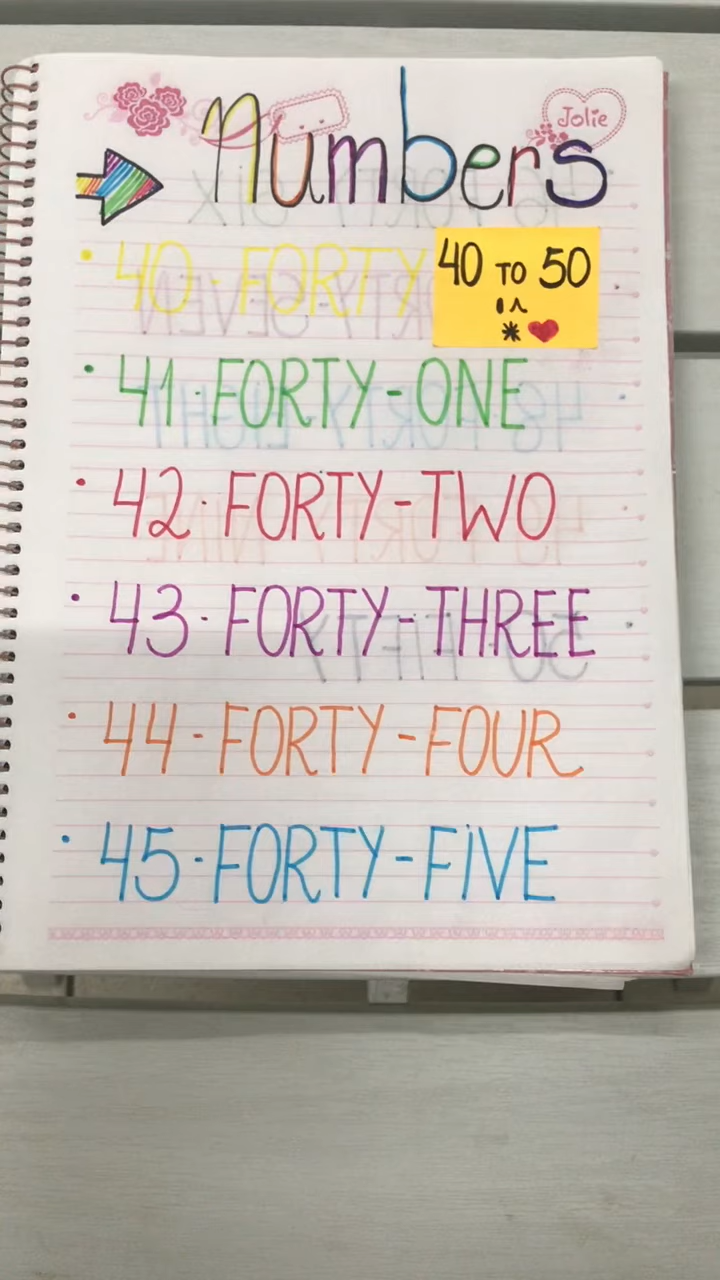 Numbers
Jolie
40 · FORTY
40 TO 50
41 · FORTY-ONE
42 · FORTY-TWO
43 · FORTY-THREE
44 · FORTY-FOUR
45 · FORTY-FIVE